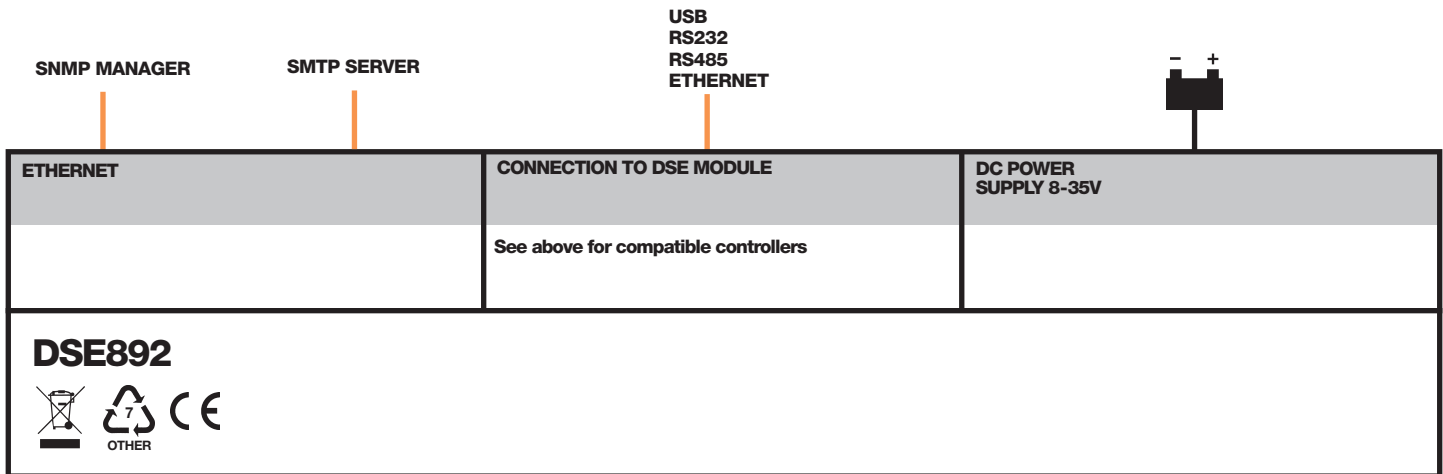 SNMP MANAGER
SMTP SERVER
USB
RS232
RS485
ETHERNET
- +
ETHERNET
CONNECTION TO DSE MODULE
DC POWER
SUPPLY 8-35V
See above for compatible controllers
DSE892
7
CE
OTHER